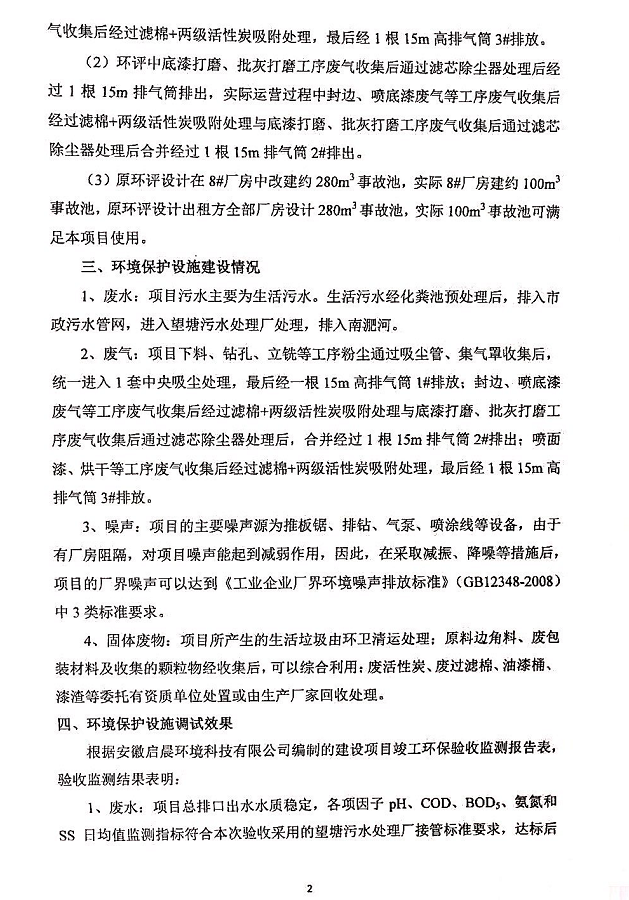 气收集后经过滤棉+两级活性炭吸附处理，最后经 1 根 15m 高排气筒 3#排放。
（2）环评中底漆打磨、批灰打磨工序废气收集后通过滤芯除尘器处理后经
过 1 根 15m 排气筒排出，实际运营过程中封边、喷底漆废气等工序废气收集后
经过滤棉+两级活性炭吸附处理与底漆打磨、批灰打磨工序废气收集后通过滤芯
除尘器处理后合并经过 1 根 15m 排气筒 2#排出。
（3）原环评设计在 8#厂房中改建约 280m³ 事故池，实际 8#厂房建约 100m³
事故池，原环评设计出租方全部厂房设计 280m³ 事故池，实际 100m³ 事故池可满
足本项目使用。
三、环境保护设施建设情况
1、废水：项目污水主要为生活污水。生活污水经化粪池预处理后，排入市
政污水管网，进入望塘污水处理厂处理，排入南淝河。
2、废气：项目下料、钻孔、立铣等工序粉尘通过吸尘管、集气罩收集后，
统一进入 1 套中央吸尘处理，最后经一根 15m 高排气筒 1#排放；封边、喷底漆
废气等工序废气收集后经过滤棉+两级活性炭吸附处理与底漆打磨、批灰打磨工
序废气收集后通过滤芯除尘器处理后，合并经过 1 根 15m 排气筒 2#排出；喷面
漆、烘干等工序废气收集后经过滤棉+两级活性炭吸附处理，最后经 1 根 15m 高
排气筒 3#排放。
3、噪声：项目的主要噪声源为推板锯、排钻、气泵、喷涂线等设备，由于
有厂房阻隔，对项目噪声能起到减弱作用，因此，在采取减振、降噪等措施后，
项目的厂界噪声可以达到《工业企业厂界环境噪声排放标准》（GB12348-2008）
中 3 类标准要求。
4、固体废物：项目所产生的生活垃圾由环卫清运处理；原料边角料、废包
装材料及收集的颗粒物经收集后，可以综合利用；废活性炭、废过滤棉、油漆桶、
漆渣等委托有资质单位处置或由生产厂家回收处理。
四、环境保护设施调试效果
根据安徽启晨环境科技有限公司编制的建设项目竣工环保验收监测报告表，
验收监测结果表明：
1、废水：项目总排口出水水质稳定，各项因子 pH、COD、BOD₅、氨氮和
SS 日均值监测指标符合本次验收采用的望塘污水处理厂接管标准要求，达标后
2